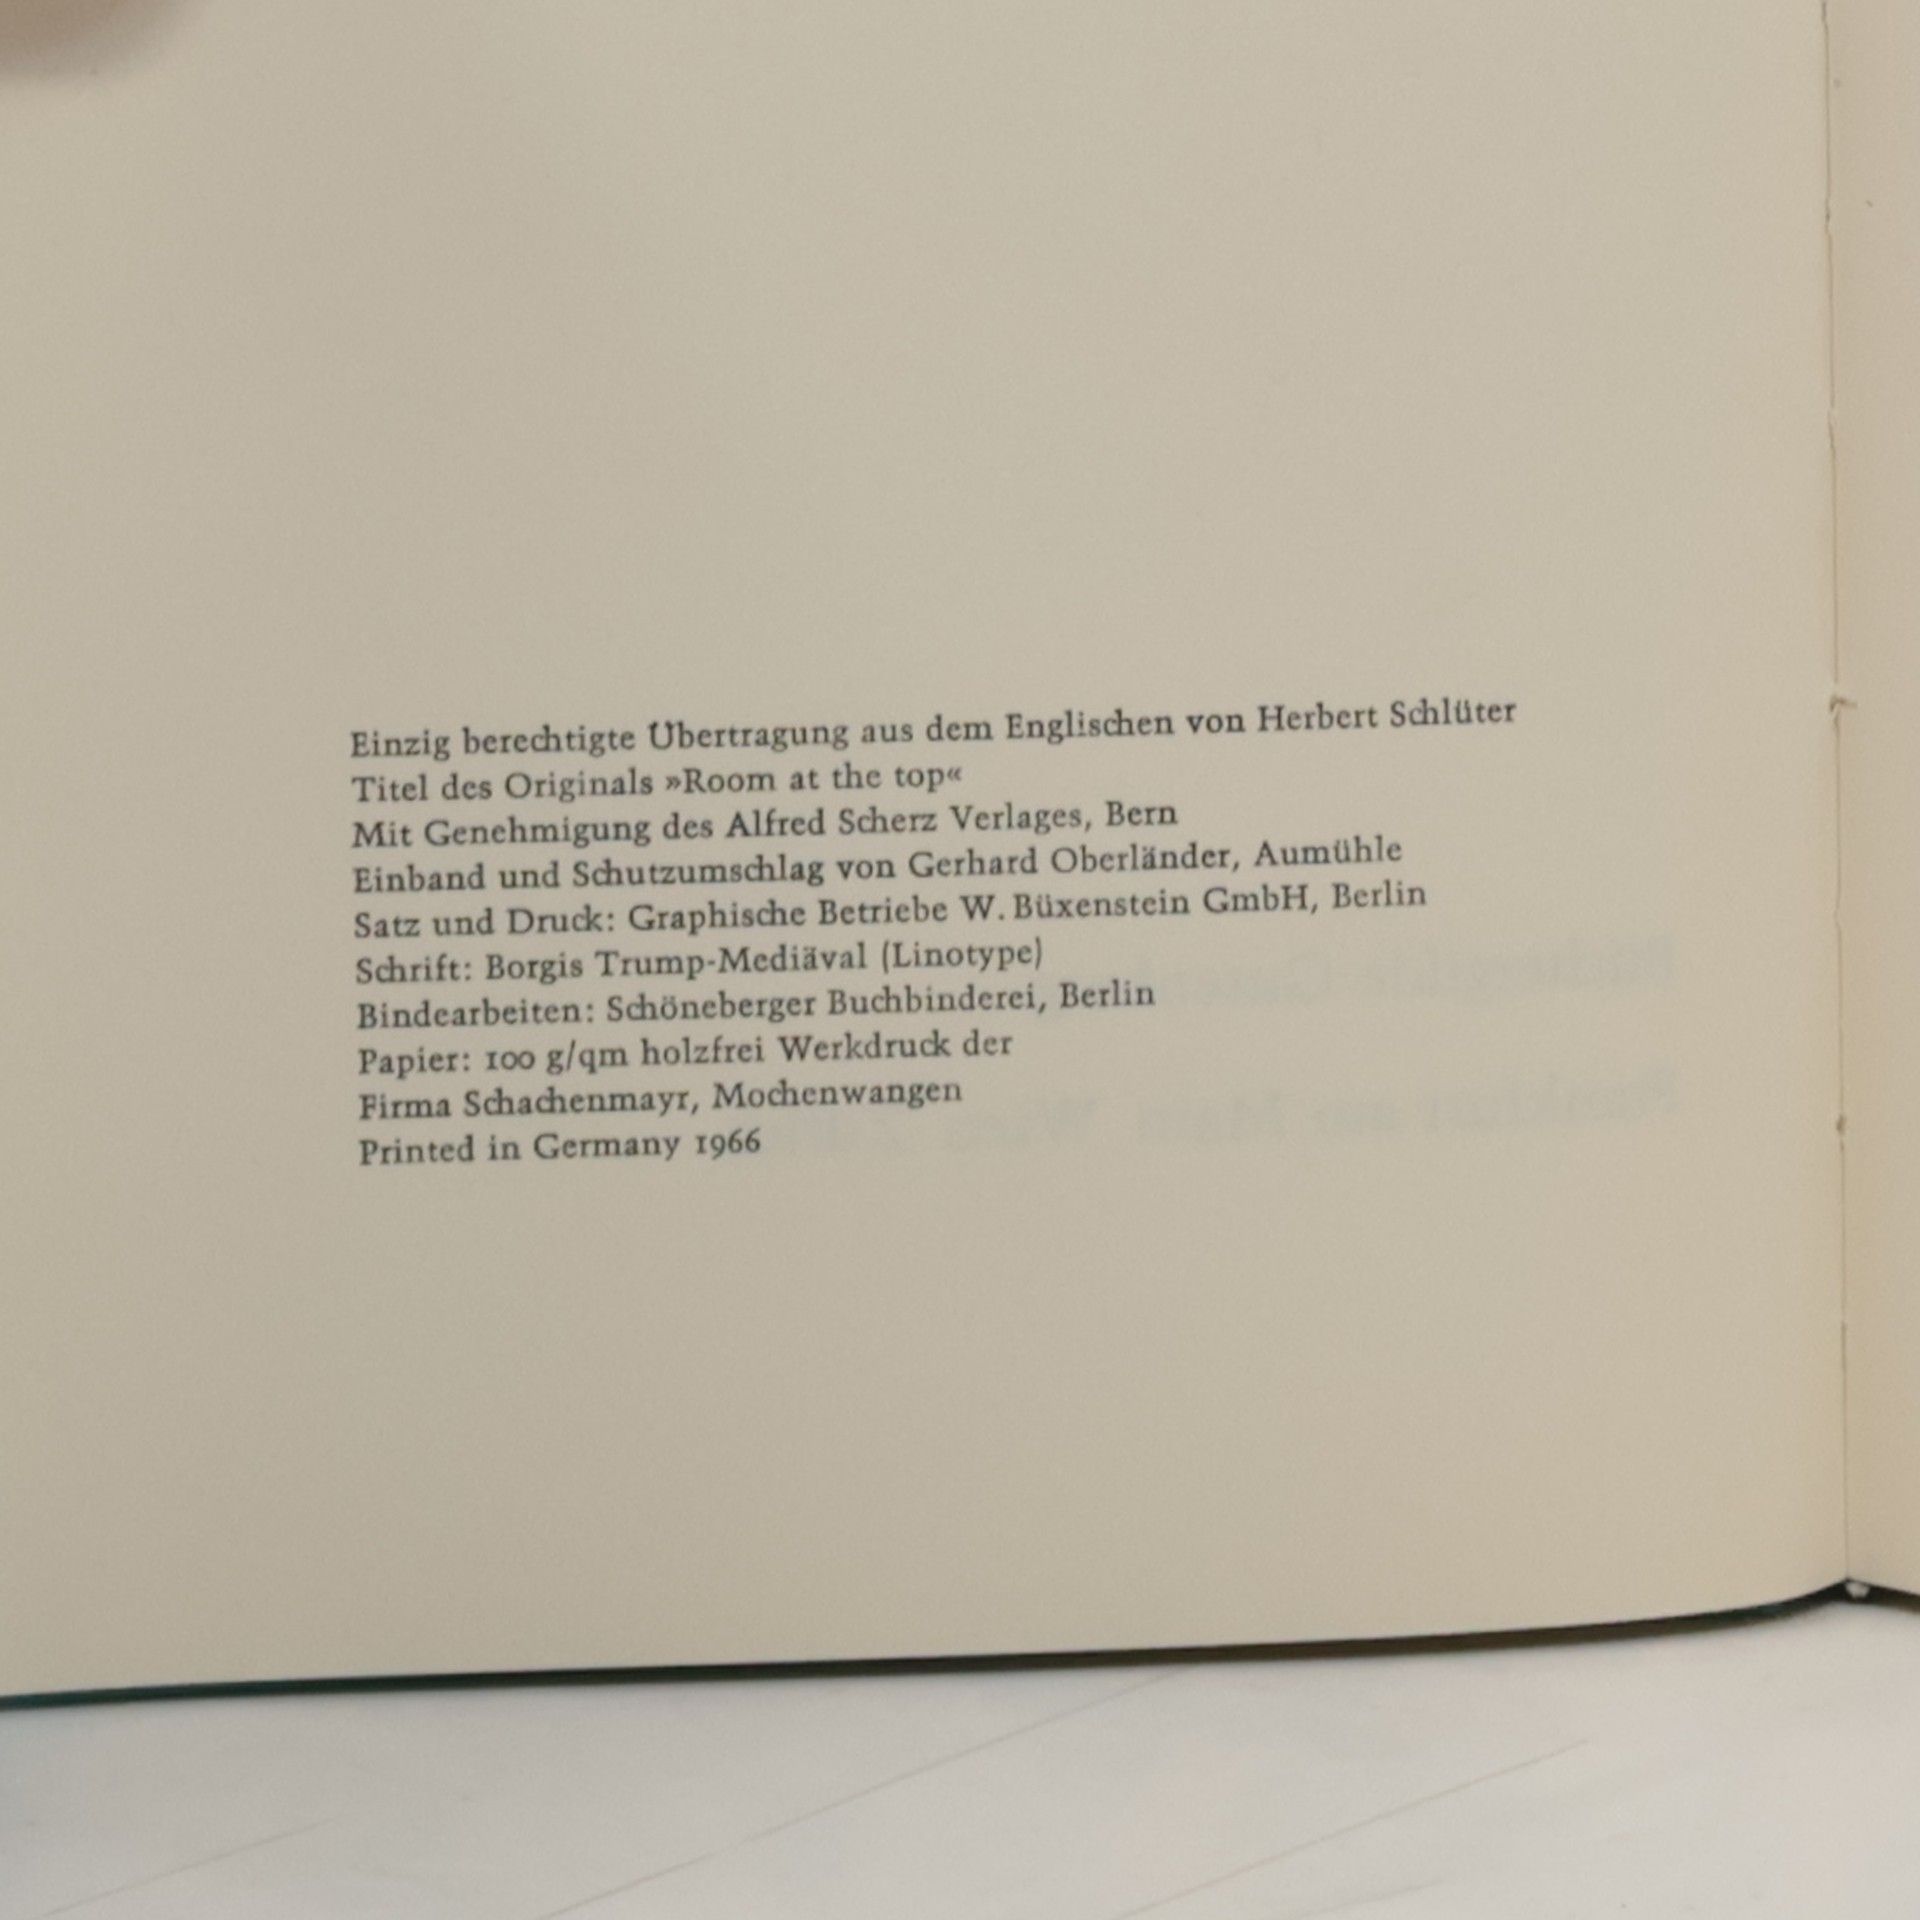 Einzig berechtigte Übertragung aus dem Englischen von Herbert Schlüter
Titel des Originals »Room at the top«
Mit Genehmigung des Alfred Scherz Verlages, Bern
Einband und Schutzumschlag von Gerhard Oberländer, Aumühle
Satz und Druck: Graphische Betriebe W. Büxenstein GmbH, Berlin
Schrift: Borgis Trump-Mediäval (Linotype)
Bindearbeiten: Schöneberger Buchbinderei, Berlin
Papier: 100 g/qm holzfrei Werkdruck der
Firma Schachenmayr, Mochenwangen
Printed in Germany 1966